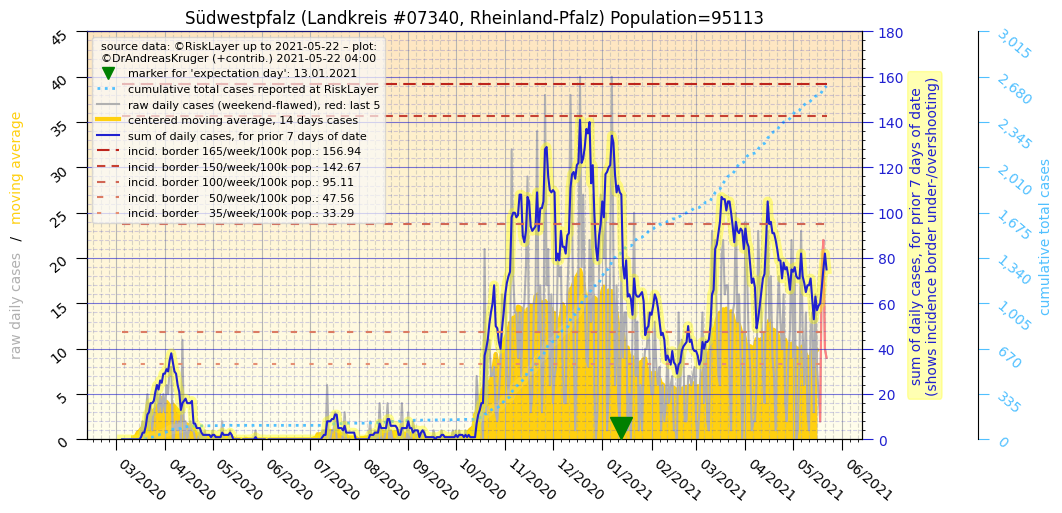 Südwestpfalz (Landkreis #07340, Rheinland-Pfalz) Population=95113
source data: ©RiskLayer up to 2021-05-22 – plot:
©DrAndreasKruger (+contrib.) 2021-05-22 04:00
marker for 'expectation day': 13.01.2021
cumulative total cases reported at RiskLayer
raw daily cases (weekend-flawed), red: last 5
centered moving average, 14 days cases
sum of daily cases, for prior 7 days of date
incid. border 165/week/100k pop.: 156.94
incid. border 150/week/100k pop.: 142.67
incid. border 100/week/100k pop.: 95.11
incid. border   50/week/100k pop.: 47.56
incid. border   35/week/100k pop.: 33.29
raw daily cases / moving average
45
40
35
30
25
20
15
10
5
0
03/2020
04/2020
05/2020
06/2020
07/2020
08/2020
09/2020
10/2020
11/2020
12/2020
01/2021
02/2021
03/2021
04/2021
05/2021
06/2021
180
160
140
120
100
80
60
40
20
0
sum of daily cases, for prior 7 days of date
(shows incidence border under-/overshooting)
3,015
2,680
2,345
2,010
1,675
1,340
1,005
670
335
0
cumulative total cases